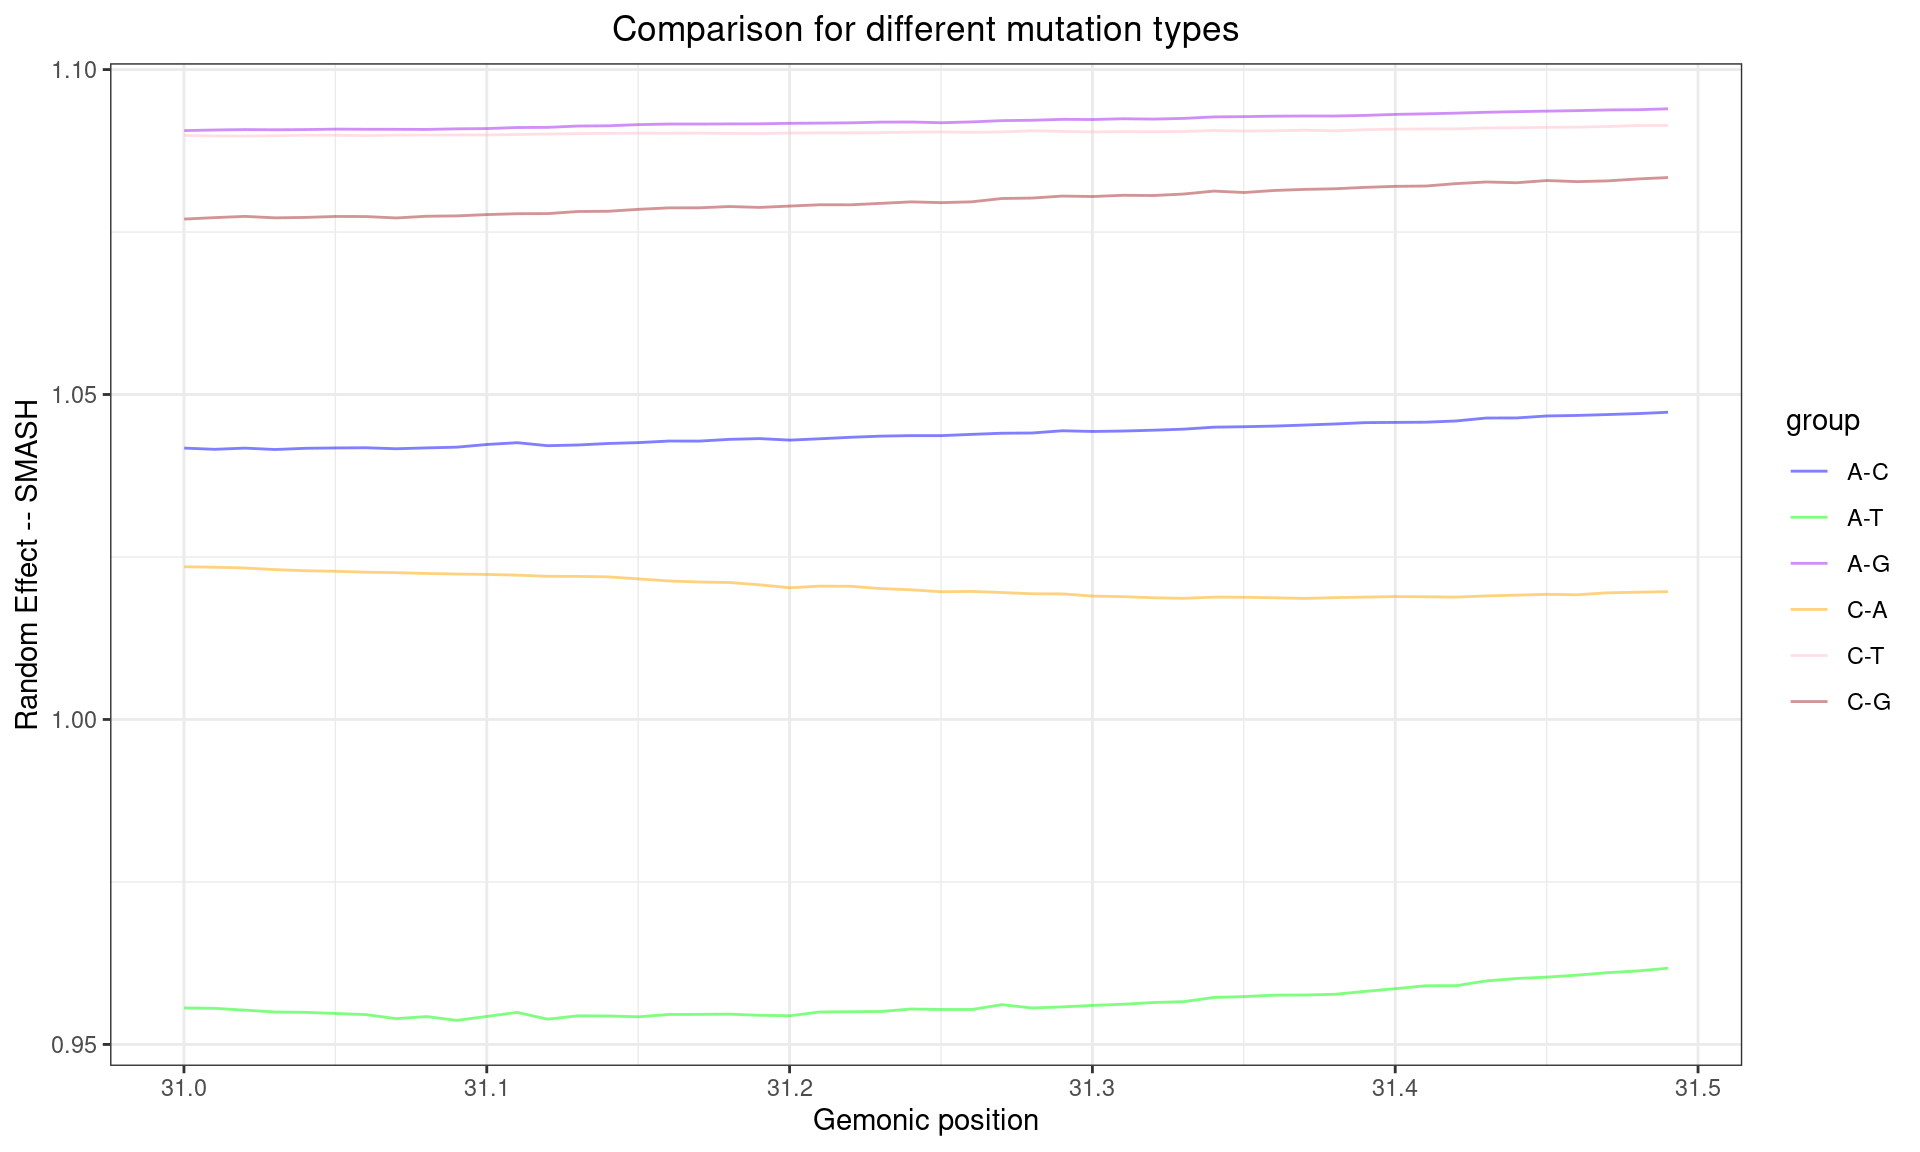 Comparison for different mutation types
1.10
1.05
1.00
0.95
Random Effect -- SMASH
31.0
31.1
31.2
31.3
31.4
31.5
Gemonic position
group
A-C
A-T
A-G
C-A
C-T
C-G